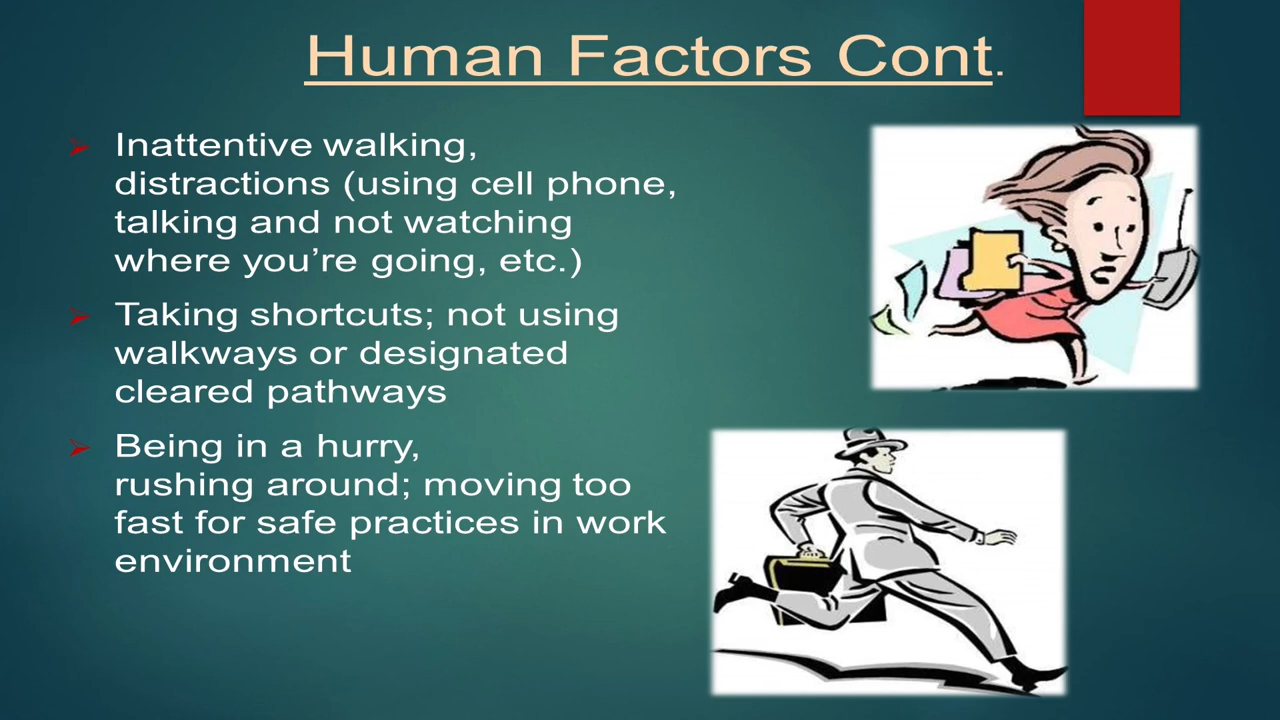 Human Factors Cont.
Inattentive walking,
distractions (using cell phone,
talking and not watching
where you’re going, etc.)
Taking shortcuts; not using
walkways or designated
cleared pathways
Being in a hurry,
rushing around; moving too
fast for safe practices in work
environment